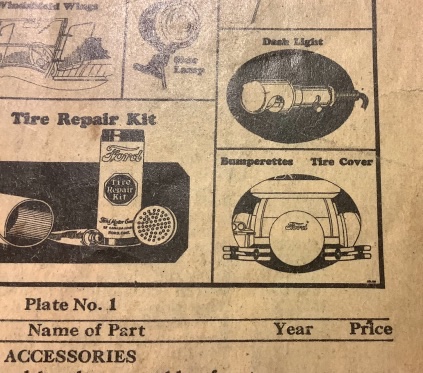 Windshield Wings
Lamp
Dash Light
Tire Repair Kit
Ford
Tire
Repair
Kit
Bumperettes Tire Cover
Ford
Plate No. 1
Name of Part Year Price
ACCESSORIES